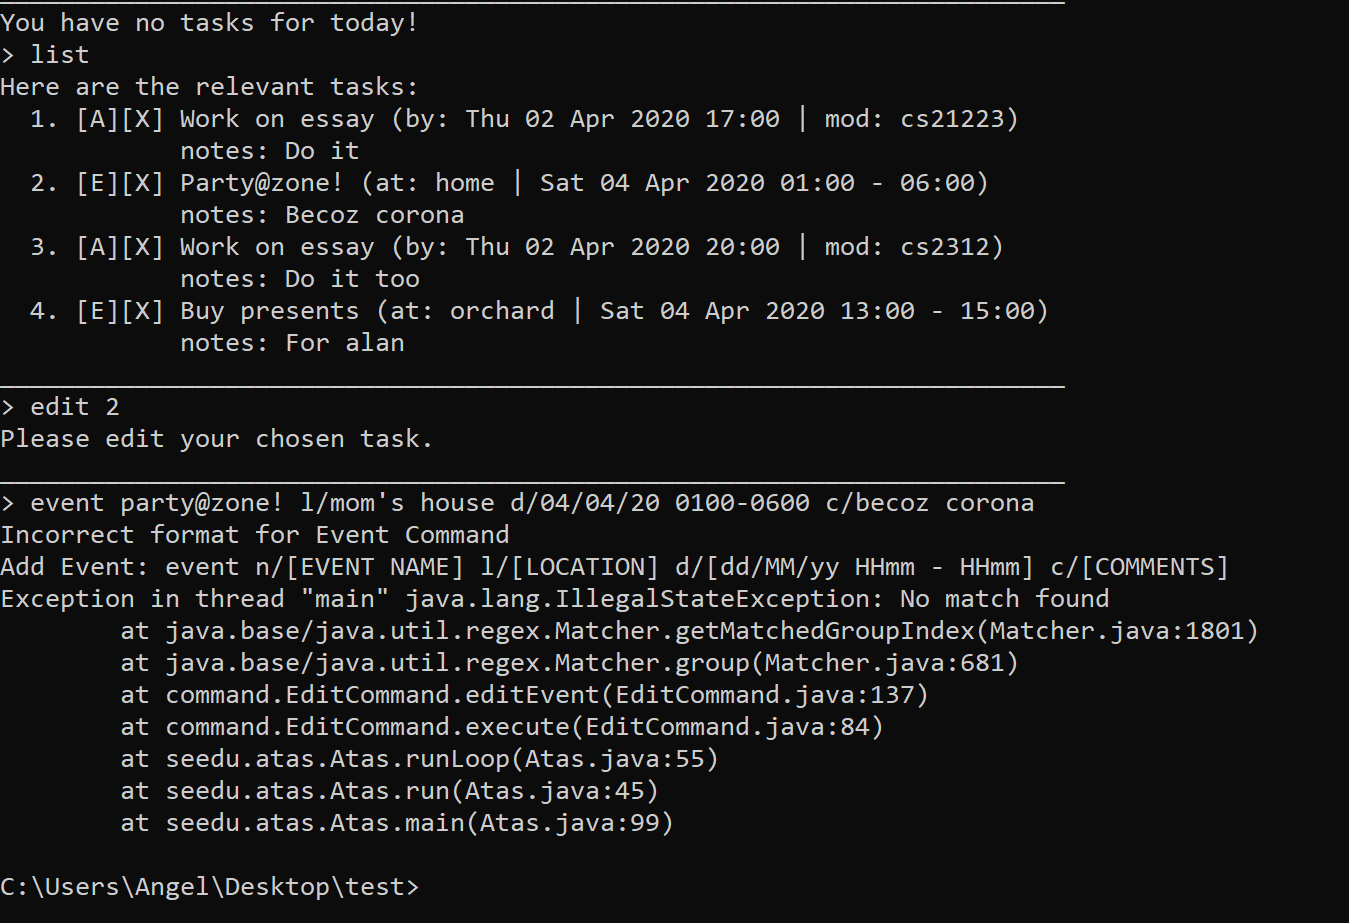 You have no tasks for today!
> list
Here are the relevant tasks:
  1. [A][X] Work on essay (by: Thu 02 Apr 2020 17:00 | mod: cs21223)
            notes: Do it
  2. [E][X] Party@zone! (at: home | Sat 04 Apr 2020 01:00 - 06:00)
            notes: Becoz corona
  3. [A][X] Work on essay (by: Thu 02 Apr 2020 20:00 | mod: cs2312)
            notes: Do it too
  4. [E][X] Buy presents (at: orchard | Sat 04 Apr 2020 13:00 - 15:00)
            notes: For alan
> edit 2
Please edit your chosen task.
> event party@zone! l/mom's house d/04/04/20 0100-0600 c/becoz corona
Incorrect format for Event Command
Add Event: event n/[EVENT NAME] l/[LOCATION] d/[dd/MM/yy HHmm - HHmm] c/[COMMENTS]
Exception in thread "main" java.lang.IllegalStateException: No match found
        at java.base/java.util.regex.Matcher.getMatchedGroupIndex(Matcher.java:1801)
        at java.base/java.util.regex.Matcher.group(Matcher.java:681)
        at command.EditCommand.editEvent(EditCommand.java:137)
        at command.EditCommand.execute(EditCommand.java:84)
        at seedu.atas.Atas.runLoop(Atas.java:55)
        at seedu.atas.Atas.run(Atas.java:45)
        at seedu.atas.Atas.main(Atas.java:99)
C:\Users\Angel\Desktop\test>